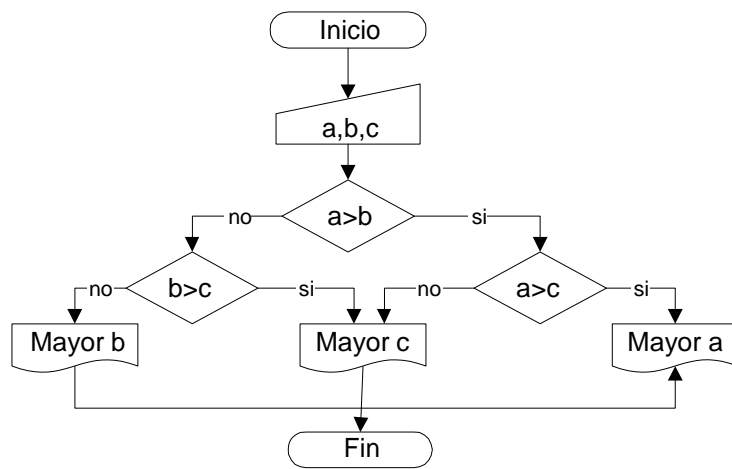 Inicio
a,b,c
a>b
no
si
b>c
a>c
no
si
no
si
Mayor b
Mayor c
Mayor a
Fin